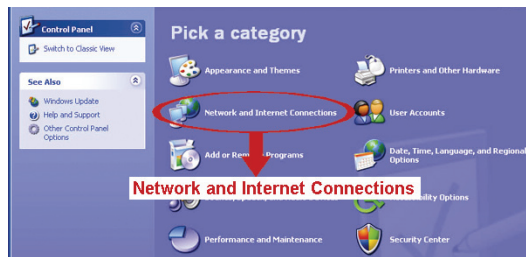 Control Panel
Switch to Classic View
See Also
Windows Update
Help and Support
Other Control Panel
Options
Pick a category
Appearance and Themes
Printers and Other Hardware
Network and Internet Connections
User Accounts
Add or Remove Programs
Date, Time, Language, and Regional
Options
Network and Internet Connections
Options
Performance and Maintenance
Security Center